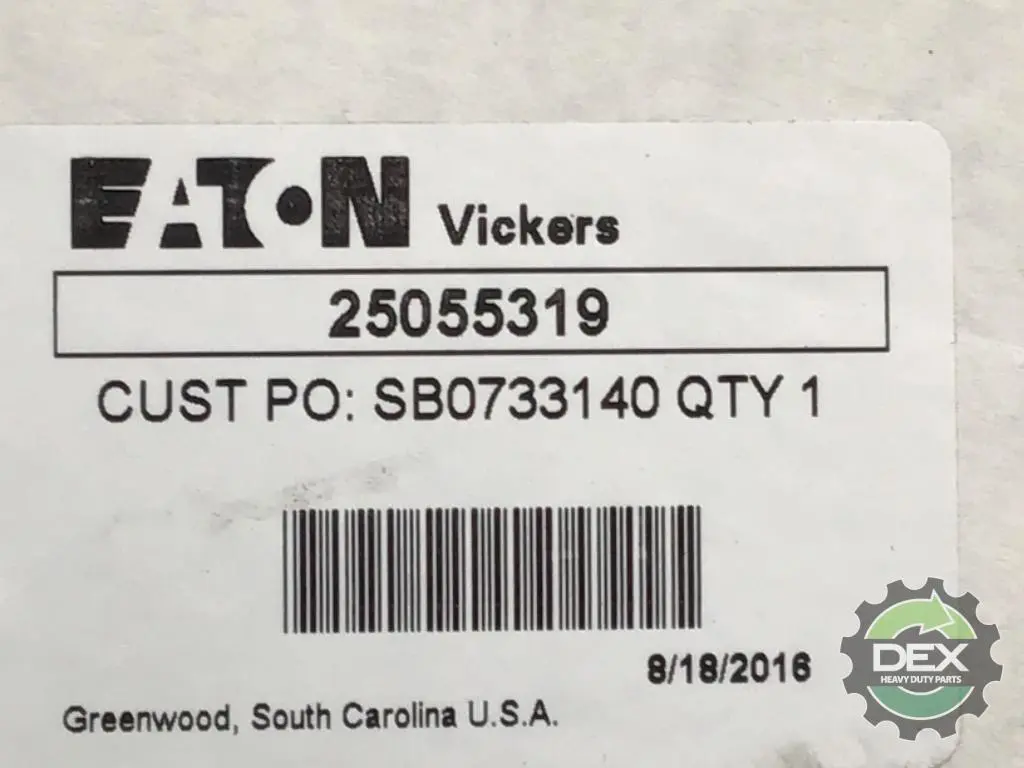 EATON Vickers
25055319
CUST PO: SB0733140 QTY 1
8/18/2016
Greenwood, South Carolina U.S.A.
DEX
HEAVY DUTY PARTS